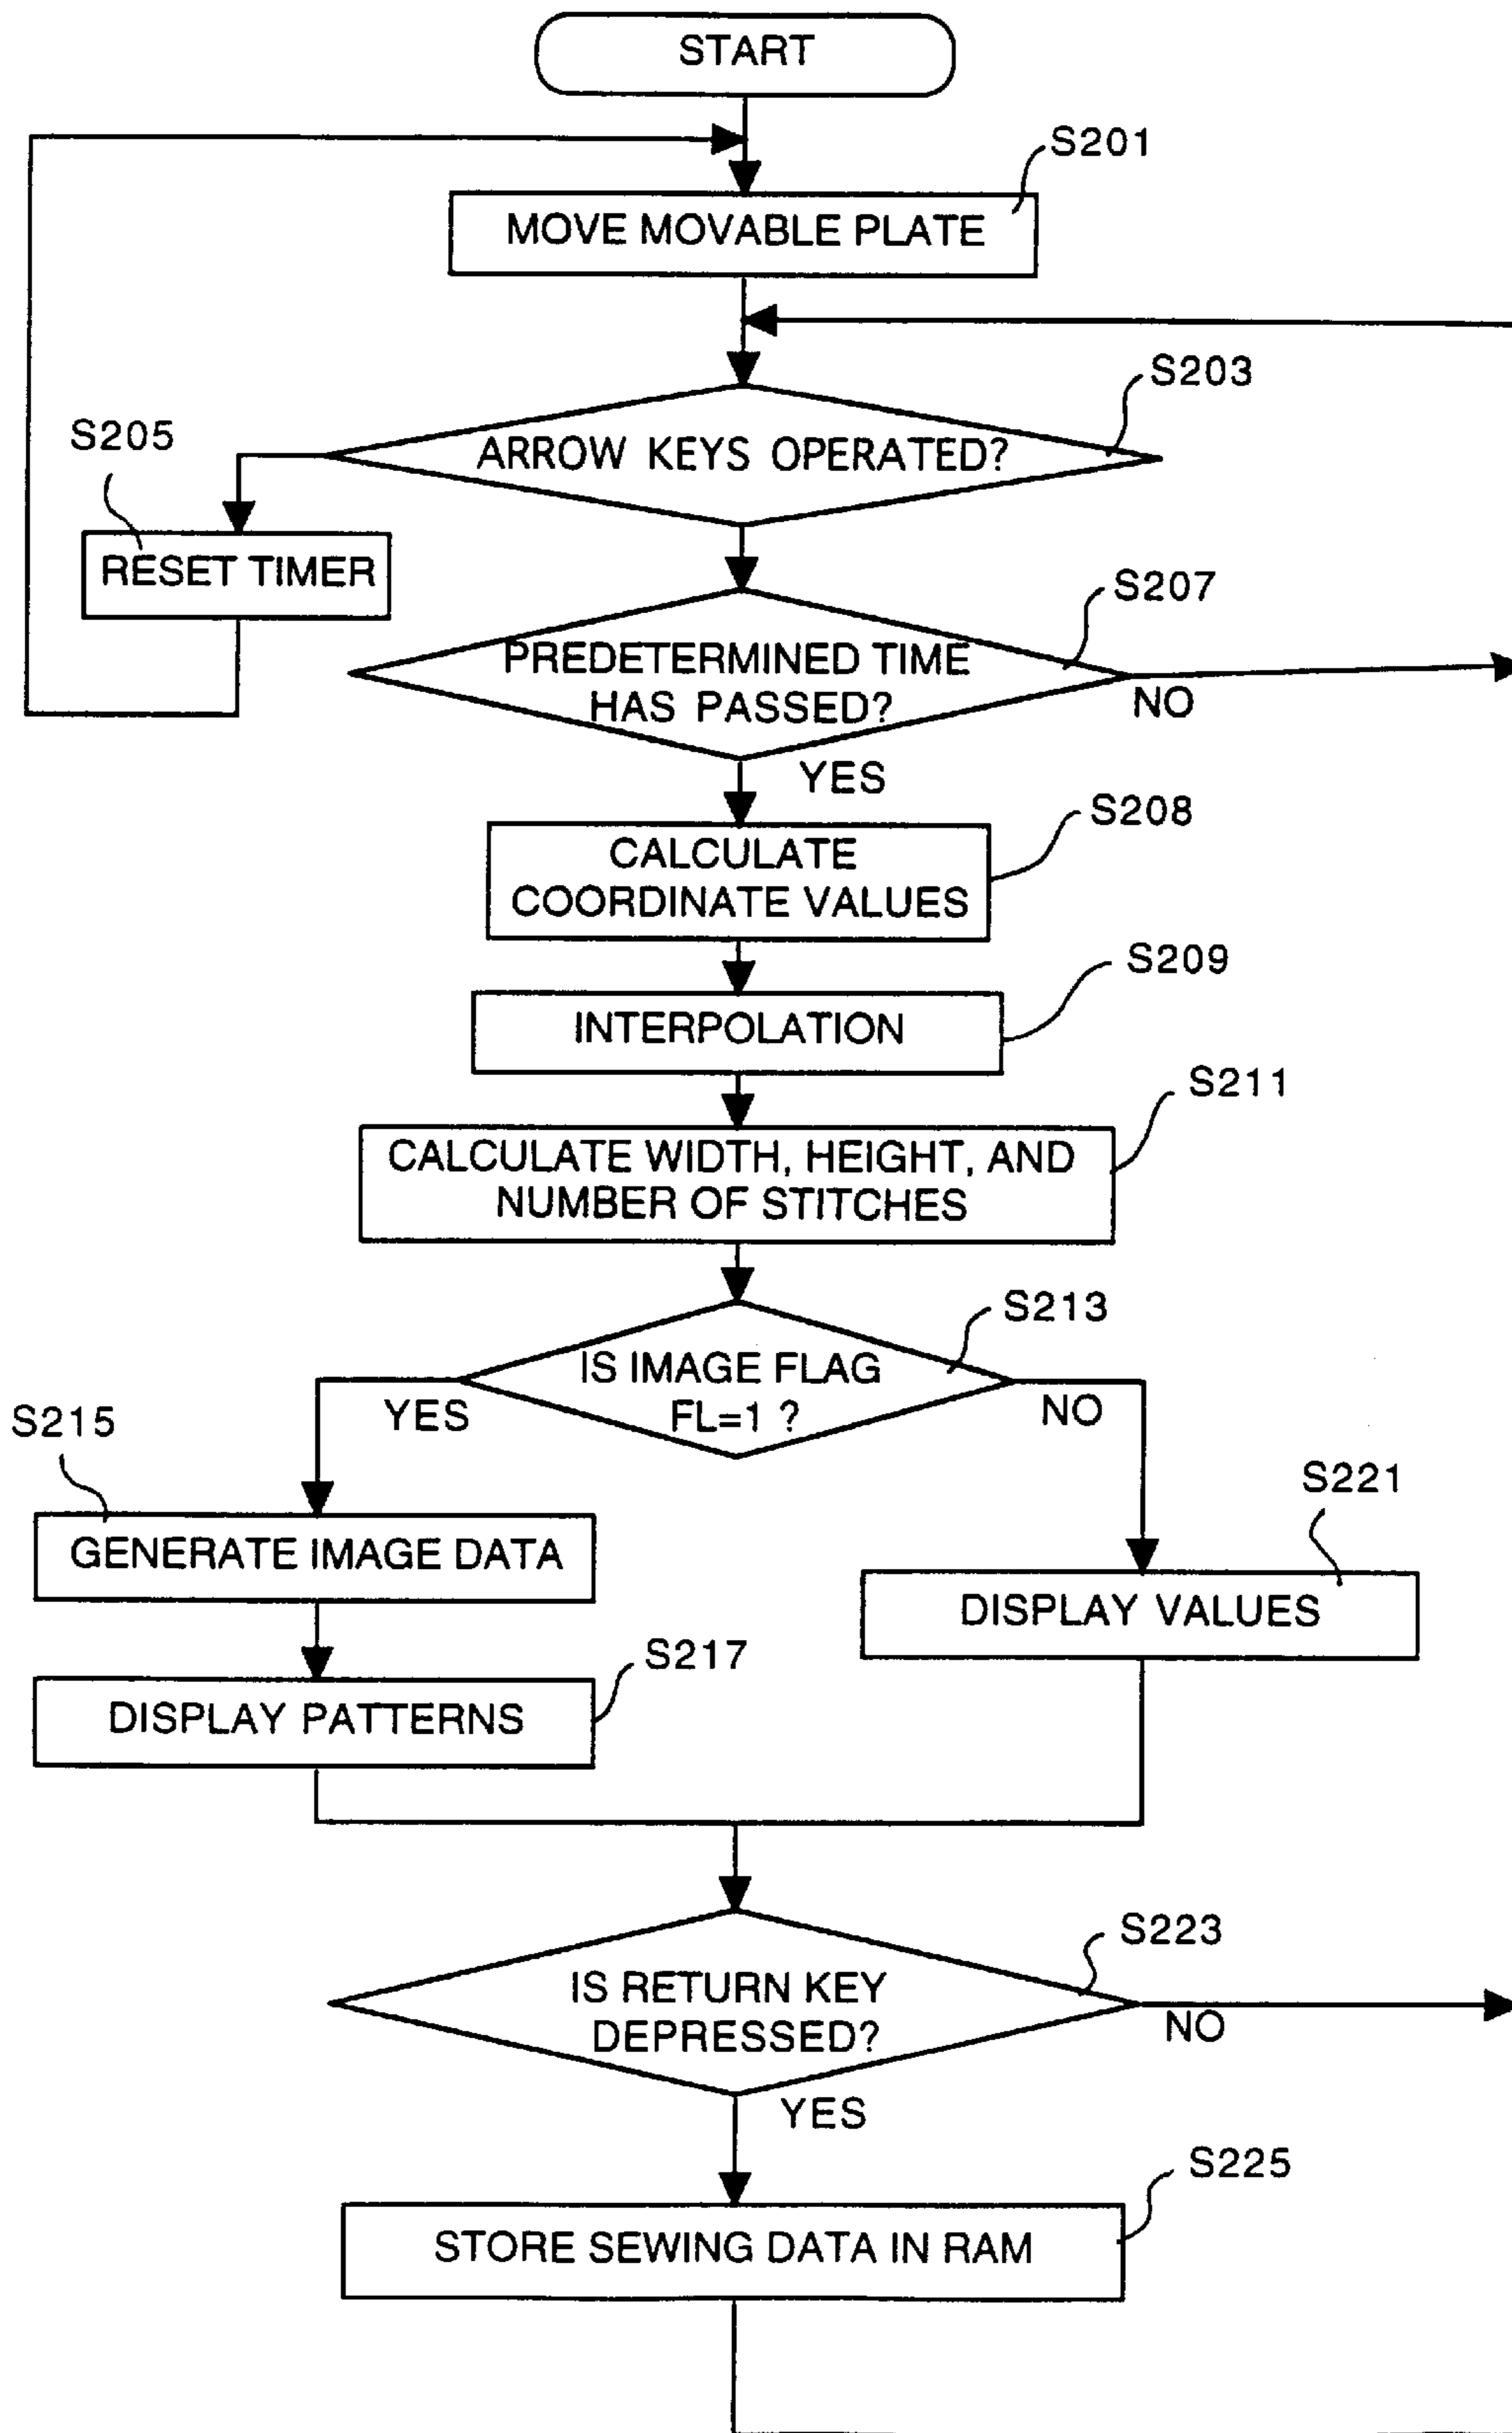 START
S201
MOVE MOVABLE PLATE
S203
ARROW KEYS OPERATED?
S205
RESET TIMER
S207
PREDETERMINED TIME
HAS PASSED?
NO
YES
S208
CALCULATE
COORDINATE VALUES
S209
INTERPOLATION
S211
CALCULATE WIDTH, HEIGHT, AND
NUMBER OF STITCHES
S213
IS IMAGE FLAG
FL=1 ?
YES
NO
S215
GENERATE IMAGE DATA
S221
DISPLAY VALUES
S217
DISPLAY PATTERNS
S223
IS RETURN KEY
DEPRESSED?
NO
YES
S225
STORE SEWING DATA IN RAM